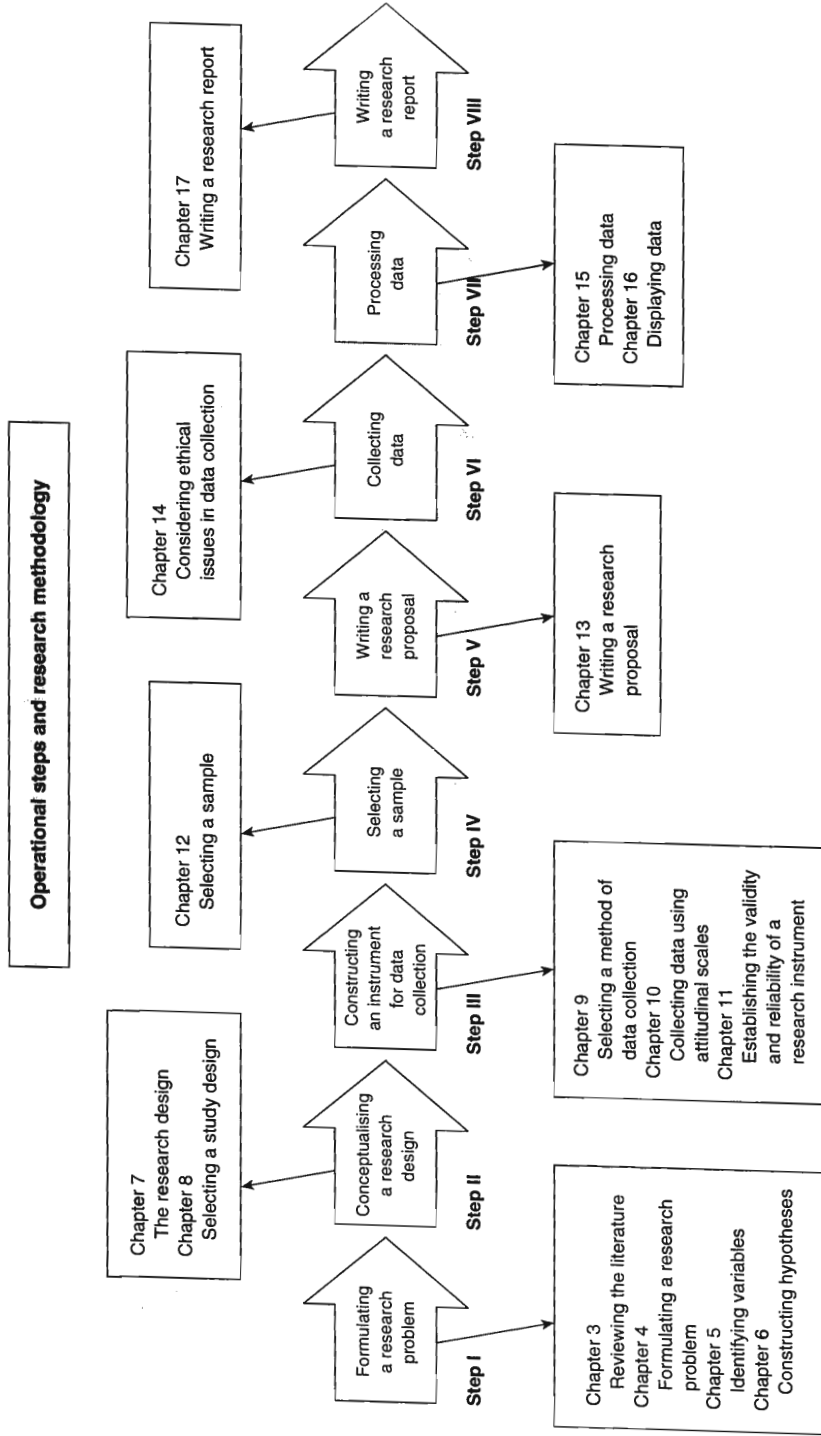 Operational steps and research methodology
Chapter 7
The research design
Chapter 8
Selecting a study design
Chapter 12
Selecting a sample
Chapter 14
Considering ethical
issues in data collection
Chapter 17
Writing a research report
Formulating
a research
problem
Step I
Conceptualising
a research
design
Step II
Constructing
an instrument
for data
collection
Step III
Selecting
a sample
Step IV
Writing a
research
proposal
Step V
Collecting
data
Step VI
Processing
data
Step VII
Writing
a research
report
Step VIII
Chapter 3
Reviewing the literature
Chapter 4
Formulating a research
problem
Chapter 5
Identifying variables
Chapter 6
Constructing hypotheses
Chapter 9
Selecting a method of
data collection
Chapter 10
Collecting data using
attitudinal scales
Chapter 11
Establishing the validity
and reliability of a
research instrument
Chapter 13
Writing a research
proposal
Chapter 15
Processing data
Chapter 16
Displaying data